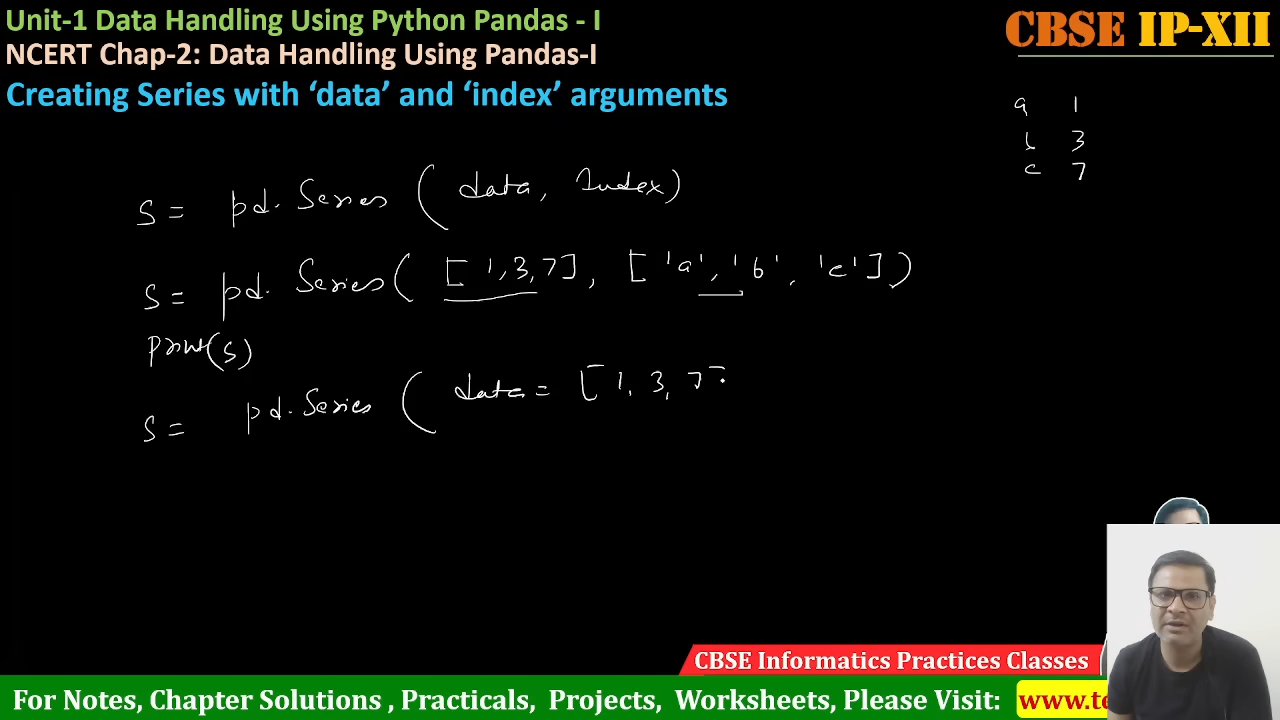 Unit-1 Data Handling Using Python Pandas - I
CBSE IP-XII
NCERT Chap-2: Data Handling Using Pandas-I
Creating Series with ‘data’ and ‘index’ arguments
a 1
b 3
c 7
s = pd. Series ( data, Index)
s = pd. Series( [ 1, 3, 7] , [ 'a' , 'b' , 'c' ] )
print(s)
s = pd. Series ( data = [ 1, 3, 7]
CBSE Informatics Practices Classes
For Notes, Chapter Solutions , Practicals, Projects, Worksheets, Please Visit: www.te